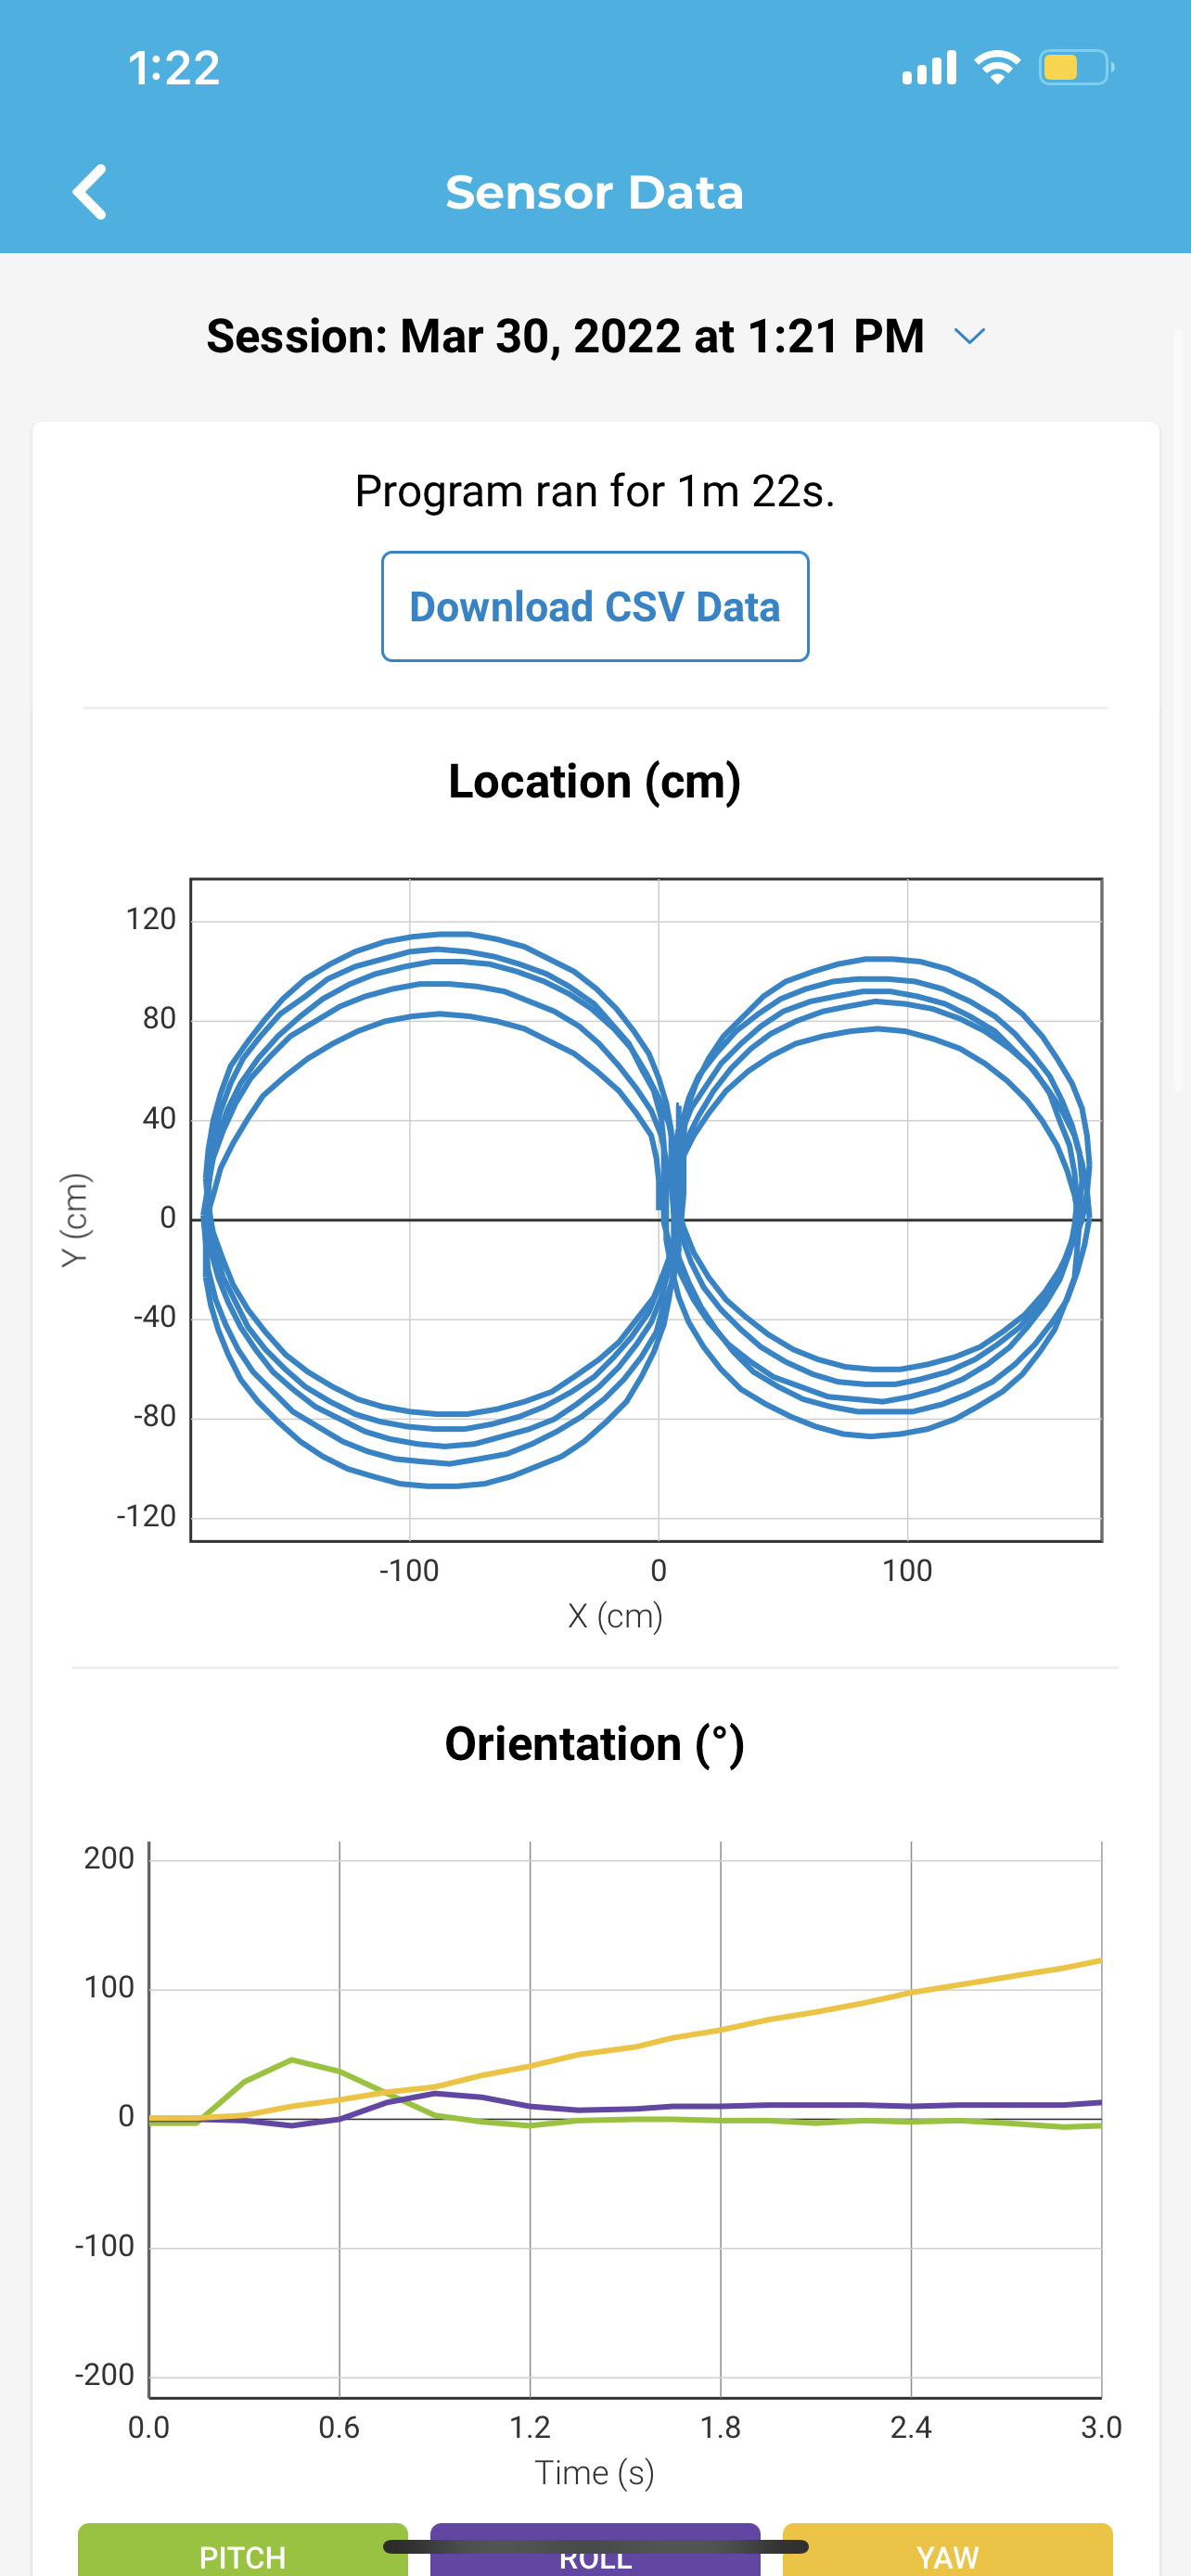 1:22
Sensor Data
Session: Mar 30, 2022 at 1:21 PM
Program ran for 1m 22s.
Download CSV Data
Location (cm)
120
80
40
0
-40
-80
-120
Y (cm)
-100 0 100
X (cm)
Orientation (°)
200
100
0
-100
-200
0.0 0.6 1.2 1.8 2.4 3.0
Time (s)
PITCH ROLL YAW